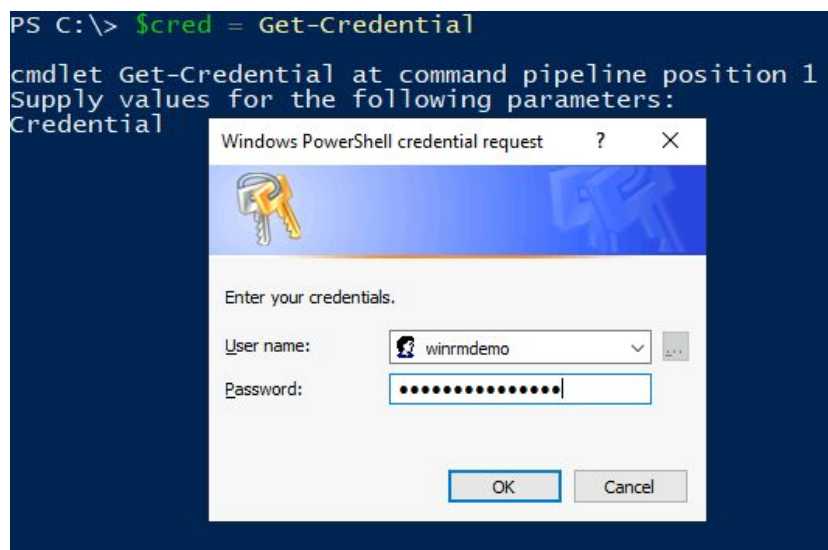 PS C:\> $cred = Get-Credential
cmdlet Get-Credential at command pipeline position 1
Supply values for the following parameters:
Credential
Windows PowerShell credential request
?
Enter your credentials.
User name:
winrmdemo
...
Password:
•••••••••••••••
OK
Cancel